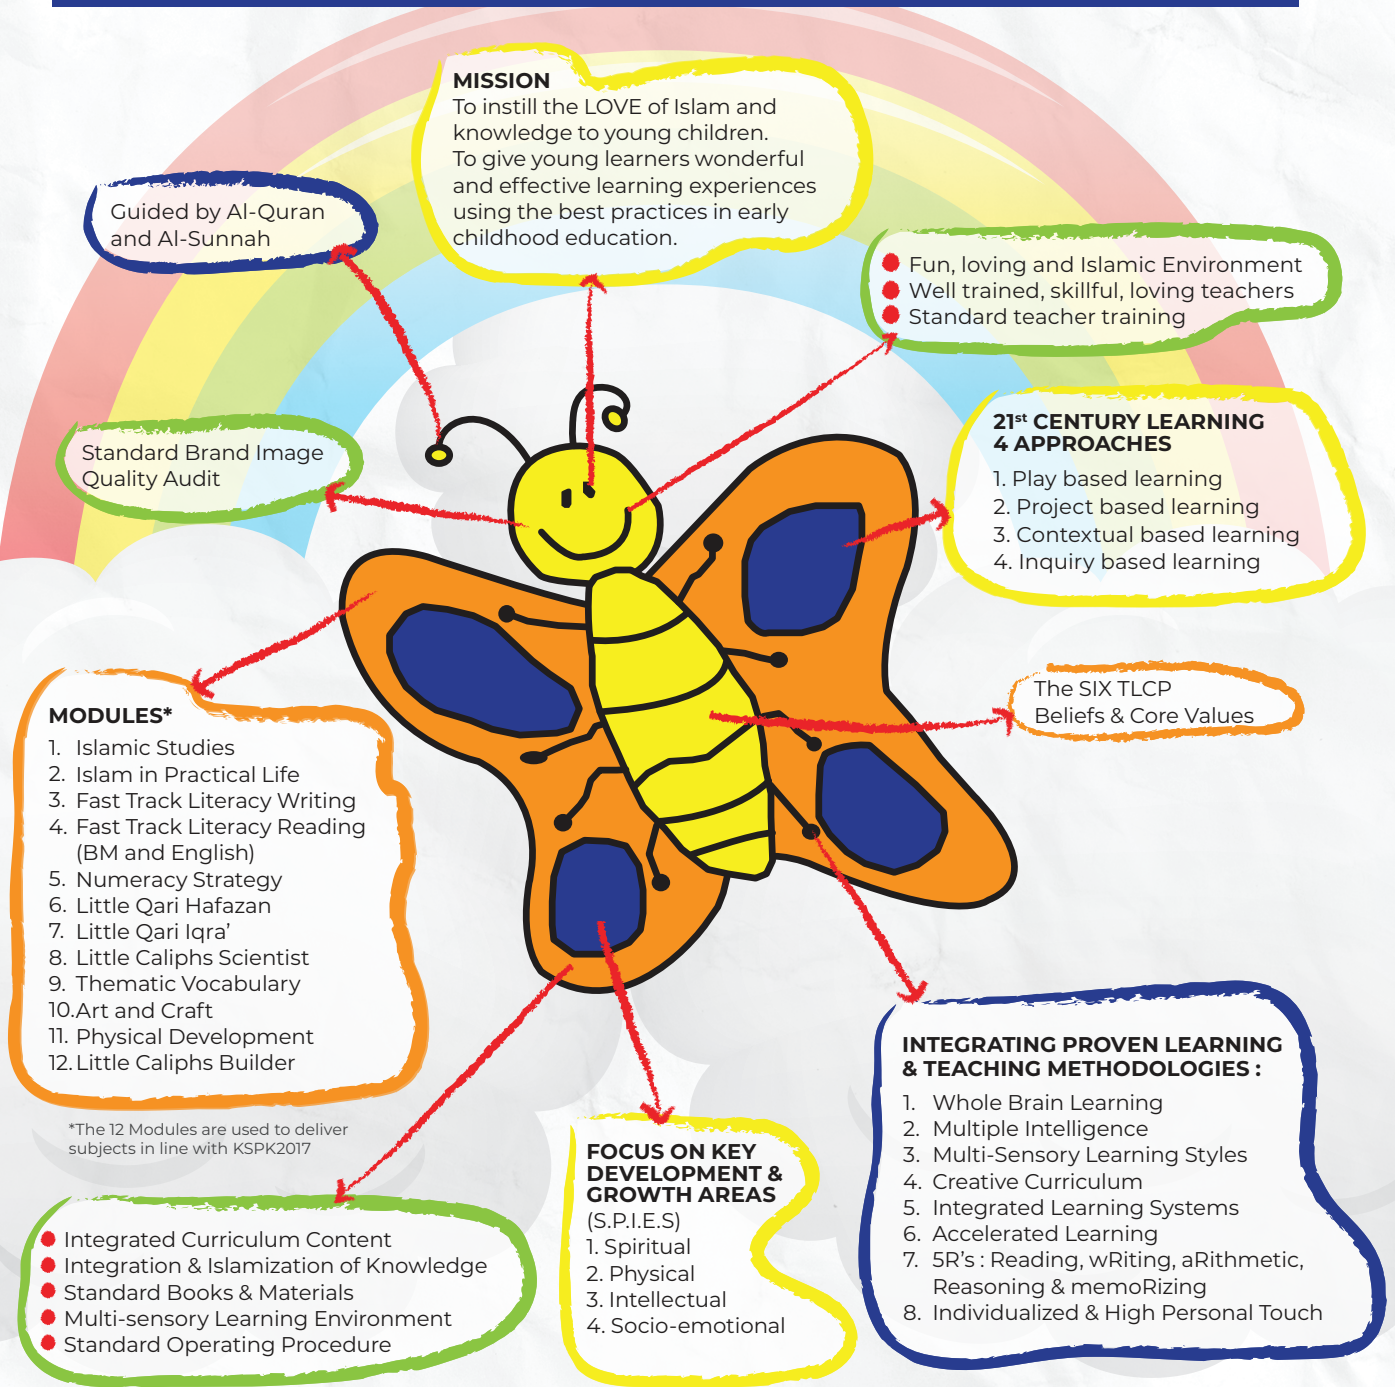 MISSION
To instill the LOVE of Islam and
knowledge to young children.
To give young learners wonderful
and effective learning experiences
using the best practices in early
childhood education.
Guided by Al-Quran
and Al-Sunnah
Fun, loving and Islamic Environment
Well trained, skillful, loving teachers
Standard teacher training
Standard Brand Image
Quality Audit
21st CENTURY LEARNING
4 APPROACHES
1. Play based learning
2. Project based learning
3. Contextual based learning
4. Inquiry based learning
The SIX TLCP
Beliefs & Core Values
MODULES*
1. Islamic Studies
2. Islam in Practical Life
3. Fast Track Literacy Writing
4. Fast Track Literacy Reading
(BM and English)
5. Numeracy Strategy
6. Little Qari Hafazan
7. Little Qari Iqra’
8. Little Caliphs Scientist
9. Thematic Vocabulary
10.Art and Craft
11. Physical Development
12. Little Caliphs Builder
*The 12 Modules are used to deliver
subjects in line with KSPK2017
Integrated Curriculum Content
Integration & Islamization of Knowledge
Standard Books & Materials
Multi-sensory Learning Environment
Standard Operating Procedure
FOCUS ON KEY
DEVELOPMENT &
GROWTH AREAS
(S.P.I.E.S)
1. Spiritual
2. Physical
3. Intellectual
4. Socio-emotional
INTEGRATING PROVEN LEARNING
& TEACHING METHODOLOGIES :
1. Whole Brain Learning
2. Multiple Intelligence
3. Multi-Sensory Learning Styles
4. Creative Curriculum
5. Integrated Learning Systems
6. Accelerated Learning
7. 5R's : Reading, wRiting, aRithmetic,
Reasoning & memoRizing
8. Individualized & High Personal Touch